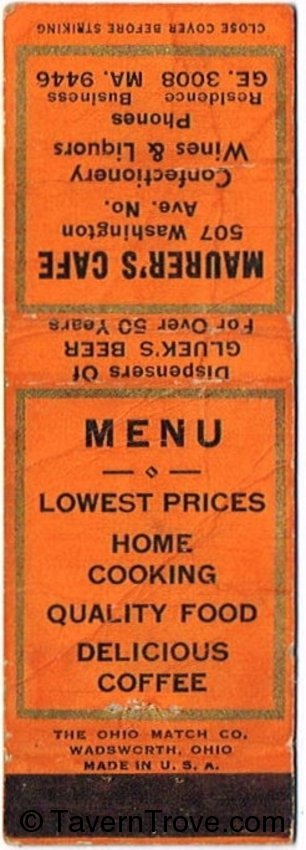 MAURER'S CAFE
507 Washington
Ave. No.
Confectionery
Wines & Liquors
Phones
Residence Business
GE. 3008 MA. 9446
CLOSE COVER BEFORE STRIKING
Dispensers Of
GLUEK'S BEER
For Over 50 Years
MENU
LOWEST PRICES
HOME
COOKING
QUALITY FOOD
DELICIOUS
COFFEE
THE OHIO MATCH CO.
WADSWORTH, OHIO
MADE IN U. S. A.
© TavernTrove.com